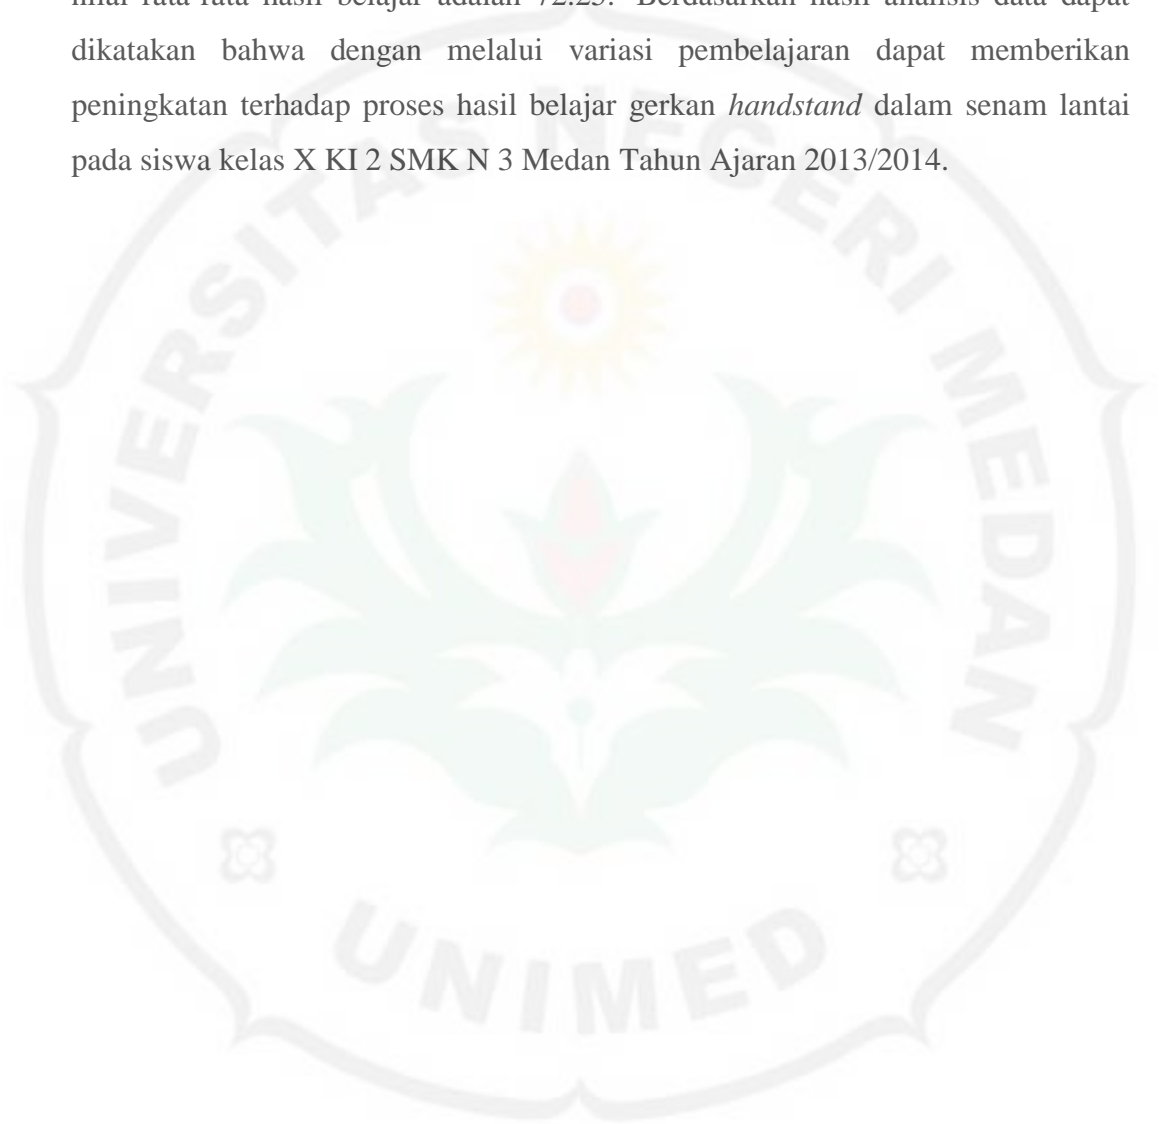 nilai rata-rata hasil belajar adalah 72.25. Berdasarkan hasil analisis data dapat
dikatakan bahwa dengan melalui variasi pembelajaran dapat memberikan
peningkatan terhadap proses hasil belajar gerkan handstand dalam senam lantai
pada siswa kelas X KI 2 SMK N 3 Medan Tahun Ajaran 2013/2014.
UNIVERSITAS NEGERI MEDAN
UNIMED